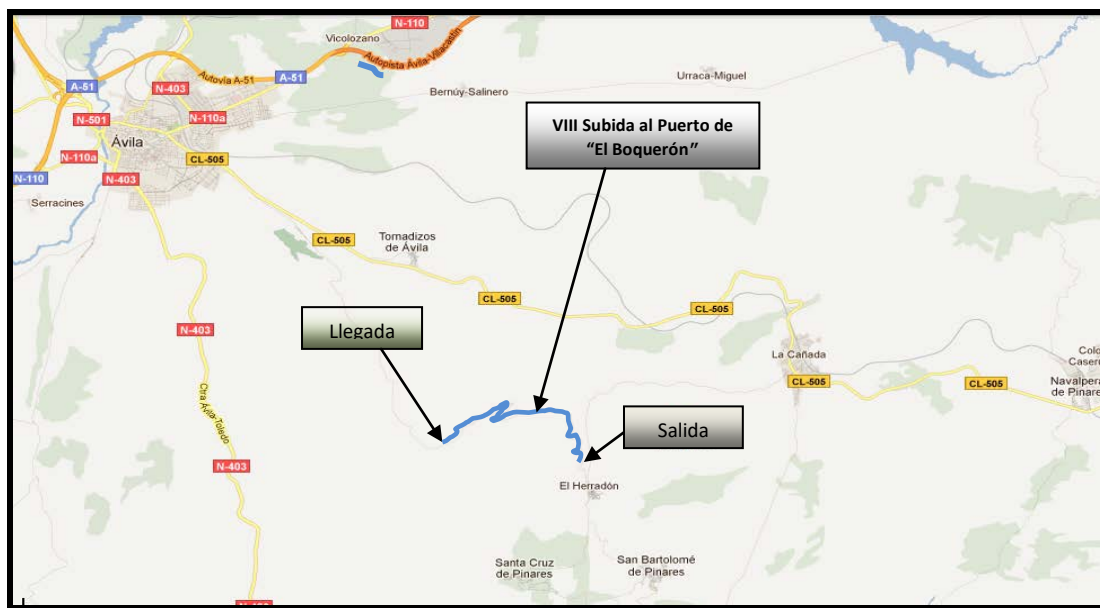 N-110
Vicolozano
Autopista Ávila-Villacastín
Autovía A-51
A-51
A-51
N-403
Urraca-Miguel
Bernúy-Salinero
N-501
N-110a
Ávila
VIII Subida al Puerto de
“El Boquerón”
N-110a
CL-505
N-403
N-110
Serracines
CL-505
Tornadizos
de Ávila
CL-505
CL-505
Llegada
N-403
La Cañada
CL-505
CL-505
Navalpera
de Pinares
Ctra Ávila-Toledo
Salida
N-403
El Herradón
Santa Cruz
de Pinares
San Bartolomé
de Pinares